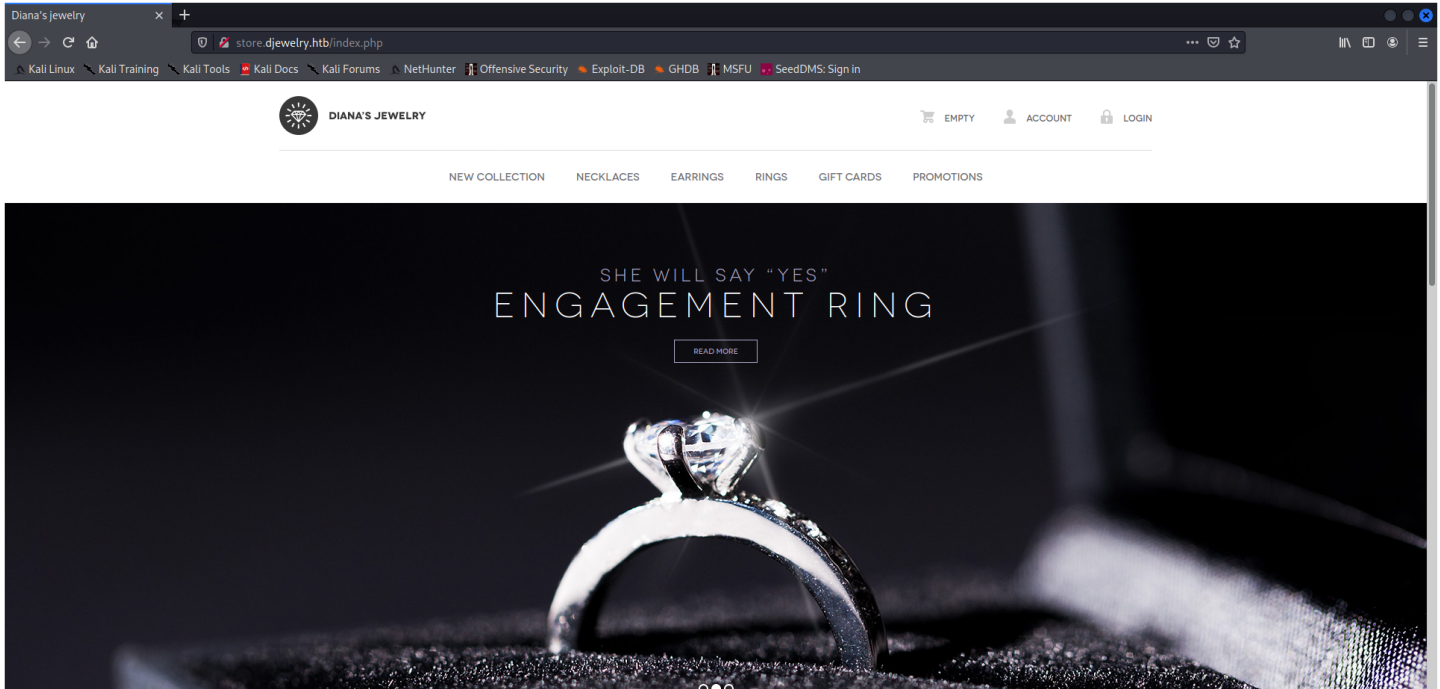 Diana's jewelry
store.djewelry.htb/index.php
Kali Linux Kali Training Kali Tools Kali Docs Kali Forums NetHunter Offensive Security Exploit-DB GHDB MSFU SeedDMS: Sign in
DIANA'S JEWELRY
EMPTY ACCOUNT LOGIN
NEW COLLECTION NECKLACES EARRINGS RINGS GIFT CARDS PROMOTIONS
SHE WILL SAY “YES”
ENGAGEMENT RING
READ MORE